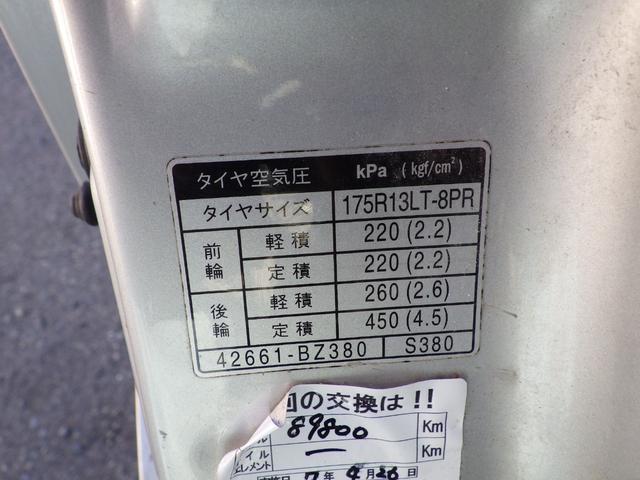 タイヤ空気圧 kPa (kgf/cm²)
タイヤサイズ 175R13LT-8PR
前輪 軽積 220 (2.2)
定積 220 (2.2)
後輪 軽積 260 (2.6)
定積 450 (4.5)
42661-BZ380 S380
回の交換は!!
89800 Km
イル ー Km
エレメント
7年4月26日